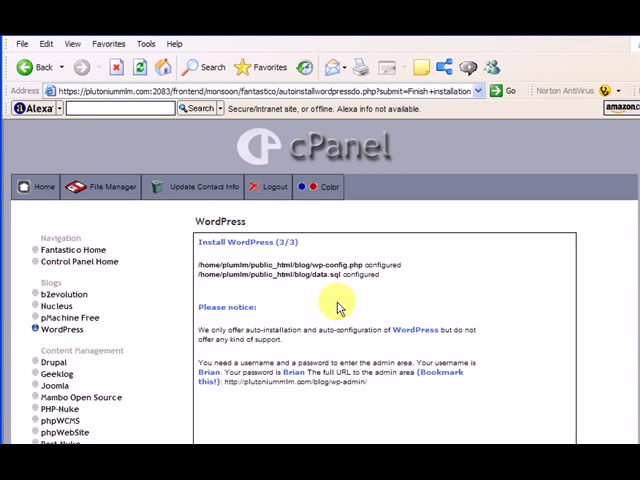 File Edit View Favorites Tools Help
Back Search Favorites
Address https://plutoniummlm.com:2083/frontend/monsoon/fantastico/autoinstallwordpressdo.php?submit=Finish+installation Go Norton AntiVirus
Alexa Search Secure/Intranet site, or offline. Alexa info not available. amazon.c
cPanel
Home File Manager Update Contact Info Logout Color
WordPress
Navigation
Fantastico Home
Control Panel Home
Blogs
b2evolution
Nucleus
pMachine Free
WordPress
Content Management
Drupal
Geeklog
Joomla
Mambo Open Source
PHP-Nuke
phpWCMS
phpWebSite
Post-Nuke
Install WordPress (3/3)
/home/plumlm/public_html/blog/wp-config.php configured
/home/plumlm/public_html/blog/data.sql configured
Please notice:
We only offer auto-installation and auto-configuration of WordPress but do not
offer any kind of support.
You need a username and a password to enter the admin area. Your username is
Brian. Your password is Brian The full URL to the admin area (Bookmark
this!): http://plutoniummlm.com/blog/wp-admin/